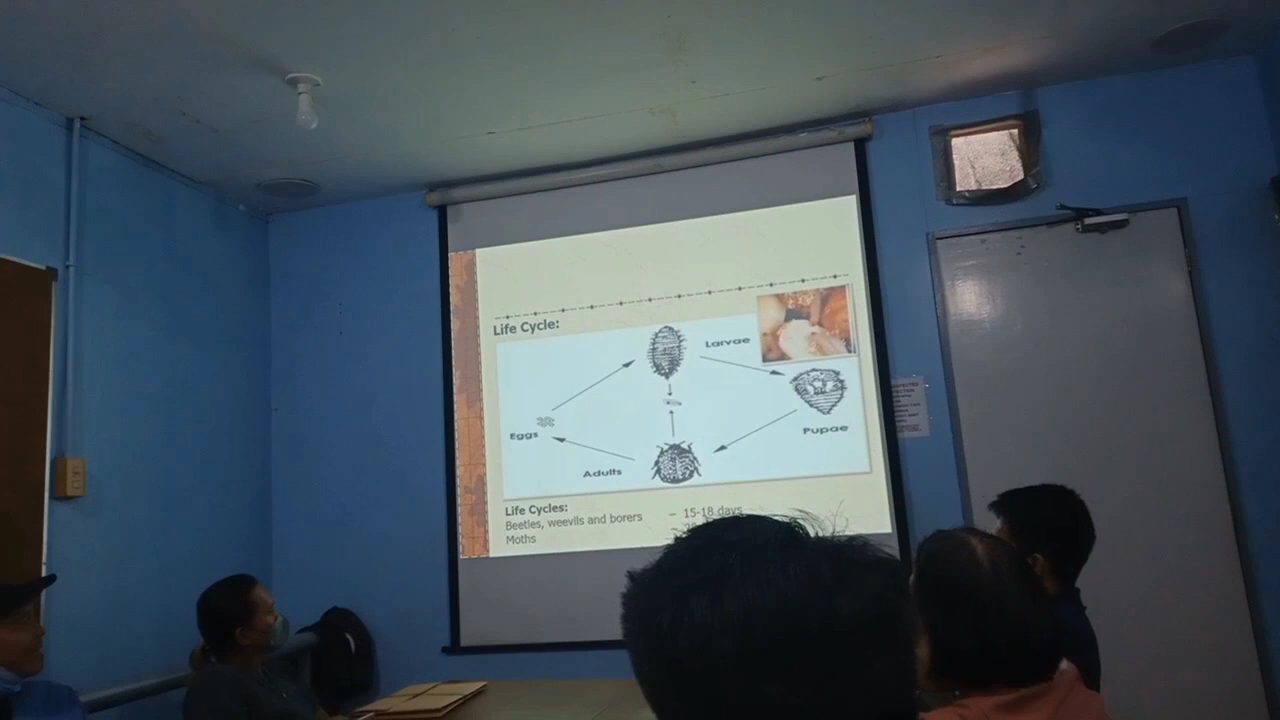 Life Cycle:
Larvae
Eggs
Pupae
Adults
Life Cycles:
Beetles, weevils and borers – 15-18 days
Moths